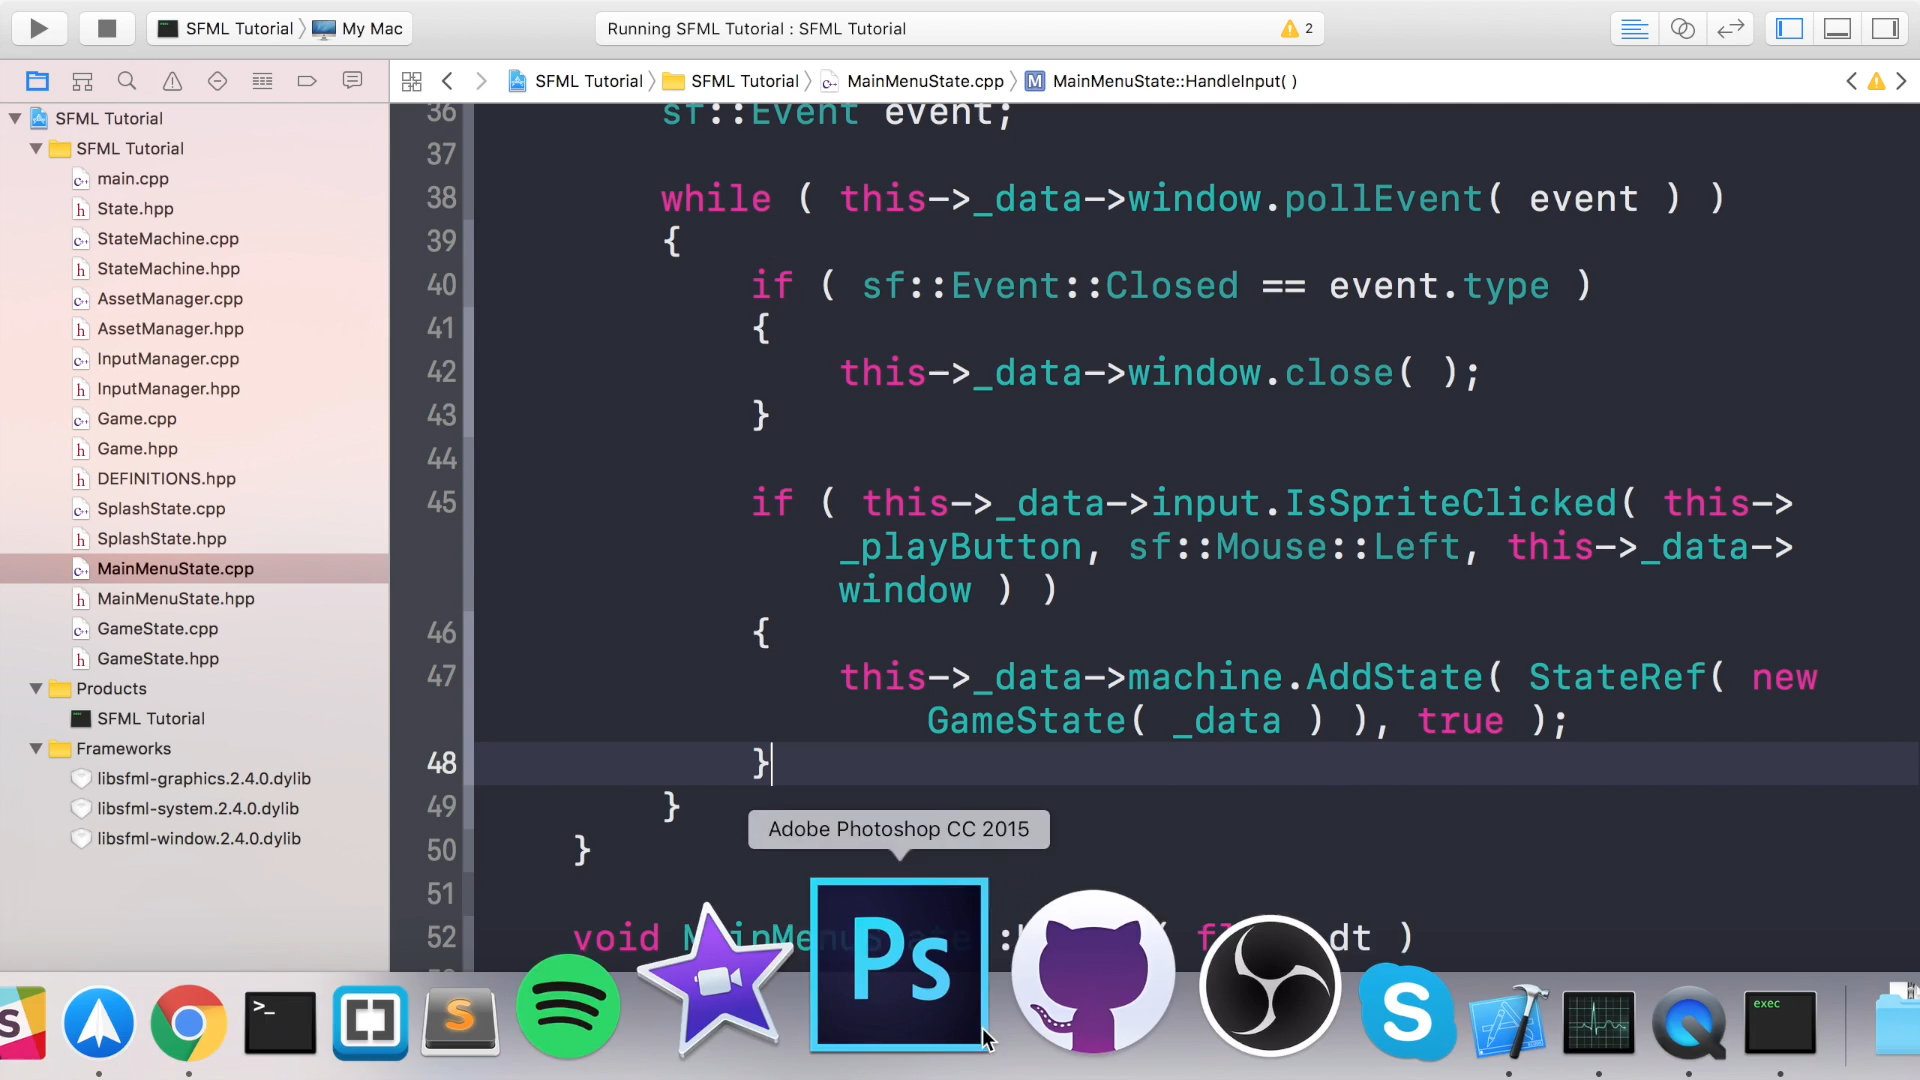 SFML Tutorial My Mac
Running SFML Tutorial : SFML Tutorial
2
SFML Tutorial SFML Tutorial MainMenuState.cpp M MainMenuState::HandleInput( )
SFML Tutorial
SFML Tutorial
main.cpp
State.hpp
StateMachine.cpp
StateMachine.hpp
AssetManager.cpp
AssetManager.hpp
InputManager.cpp
InputManager.hpp
Game.cpp
Game.hpp
DEFINITIONS.hpp
SplashState.cpp
SplashState.hpp
MainMenuState.cpp
MainMenuState.hpp
GameState.cpp
GameState.hpp
Products
SFML Tutorial
Frameworks
libsfml-graphics.2.4.0.dylib
libsfml-system.2.4.0.dylib
libsfml-window.2.4.0.dylib
36 sf::Event event;
37
38 while ( this->_data->window.pollEvent( event ) )
39 {
40 if ( sf::Event::Closed == event.type )
41 {
42 this->_data->window.close( );
43 }
44
45 if ( this->_data->input.IsSpriteClicked( this->
_playButton, sf::Mouse::Left, this->_data->
window ) )
46 {
47 this->_data->machine.AddState( StateRef( new
GameState( _data ) ), true );
48 }
49 }
50 }
51
52 void dt )
Adobe Photoshop CC 2015
Ps
S
>_
S
S
exec